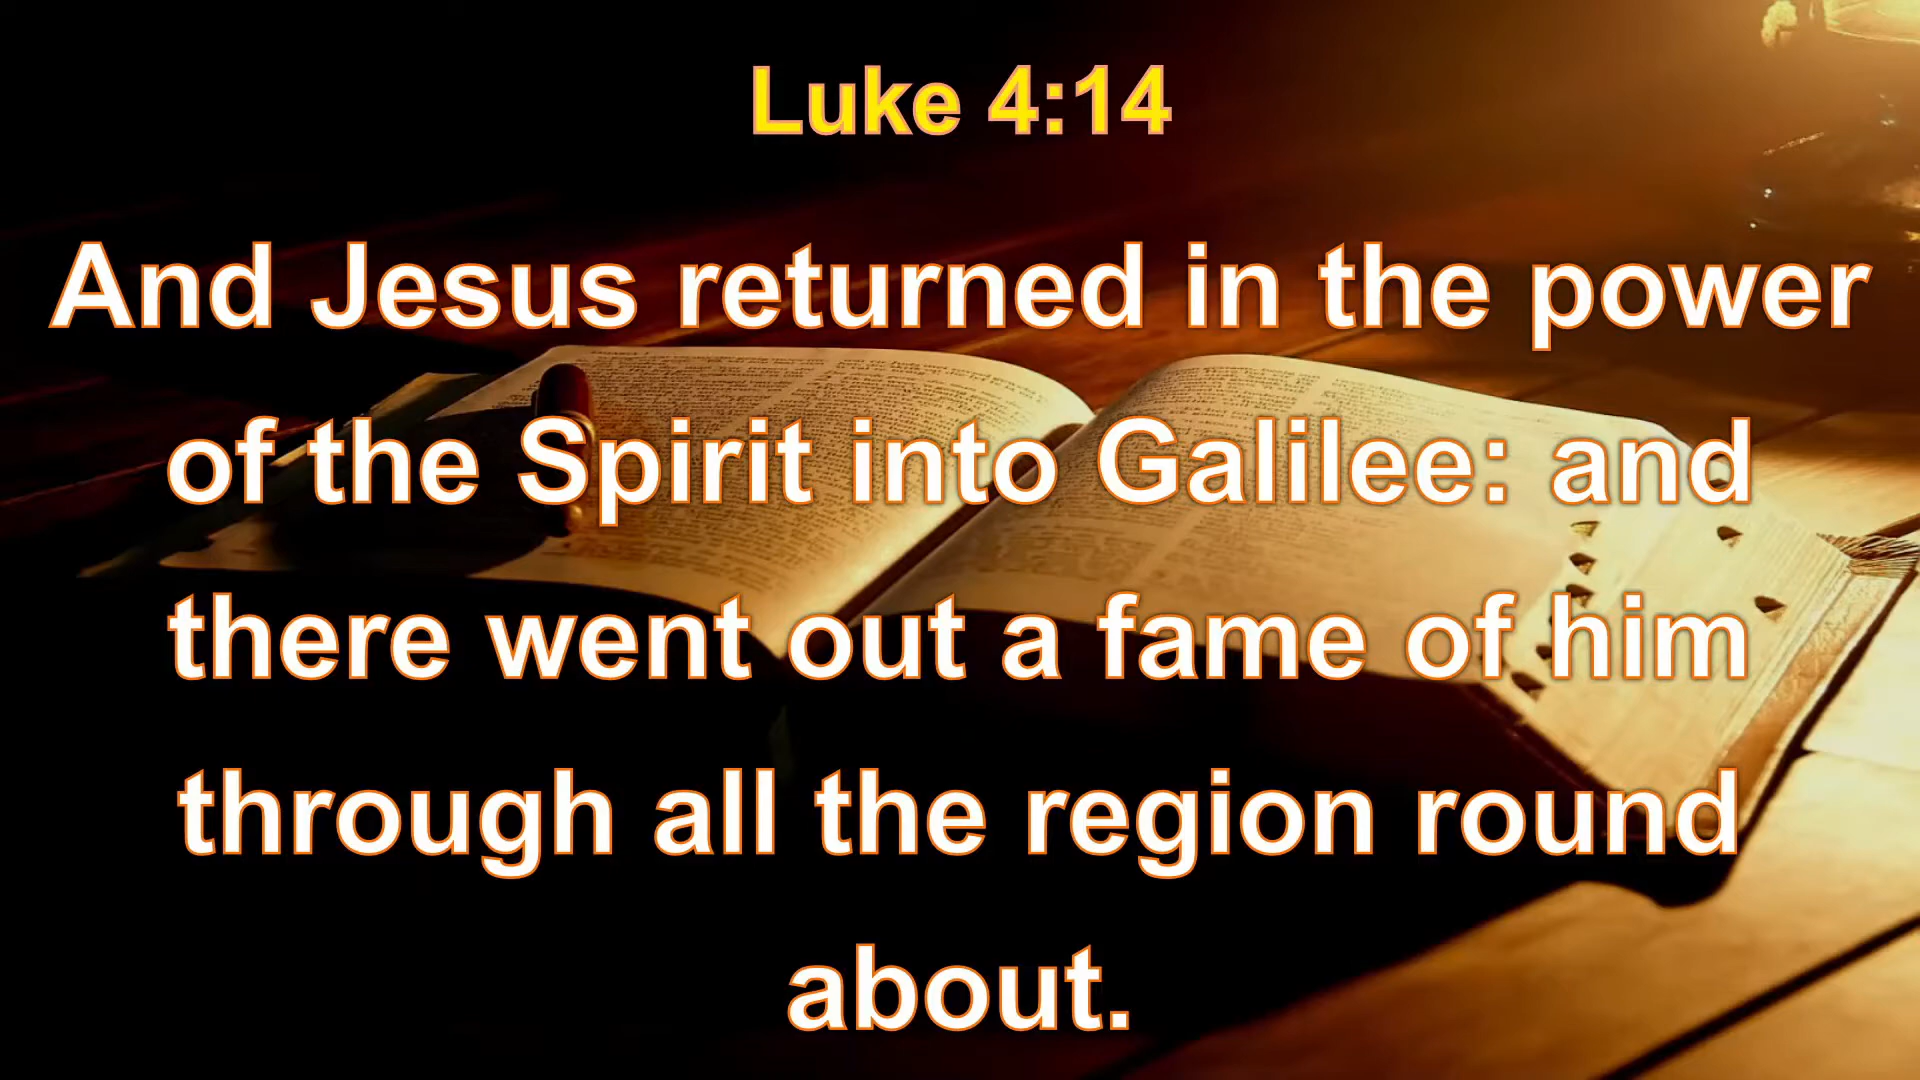 Luke 4:14
And Jesus returned in the power
of the Spirit into Galilee: and
there went out a fame of him
through all the region round
about.